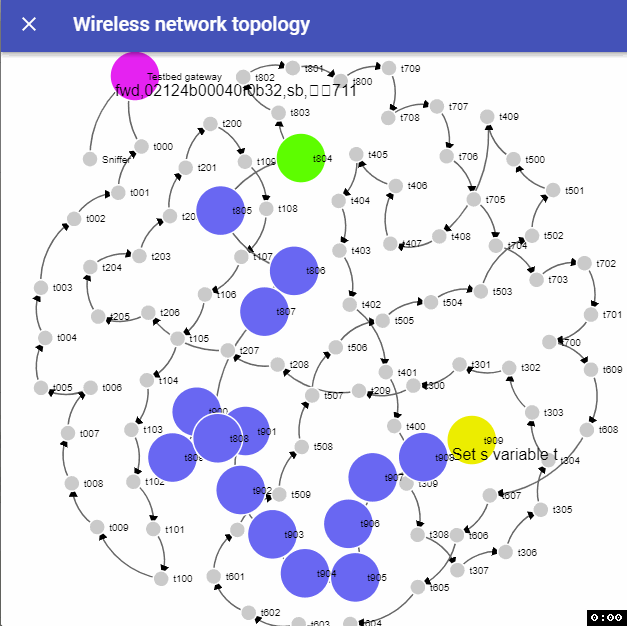 Wireless network topology
Testbed gateway
fwd,02124b00040f0b32,sb,□□711
t802
t801
t800
t709
t803
t708
t707
t409
t200
Sniffer
t000
t109
t804
t405
t706
t500
t201
t001
t406
t501
t404
t705
t002
t805
t108
t203
t204
t107
t403
t407
t408
t704
t502
t806
t702
t703
t003
t106
t503
t402
t504
t205
t206
t807
t505
t701
t004
t105
t207
t506
t700
t208
t401
t301
t302
t609
t005
t006
t104
t209
t300
t507
t900
t303
t400
t007
t103
t808
t901
t608
t909
t508
Set s variable t
t304
t008
t102
t907
t309
t902
t509
t607
t305
t009
t101
t906
t903
t308
t606
t306
t100
t601
t904
t905
t307
t605
t602
t603
t604
0:00